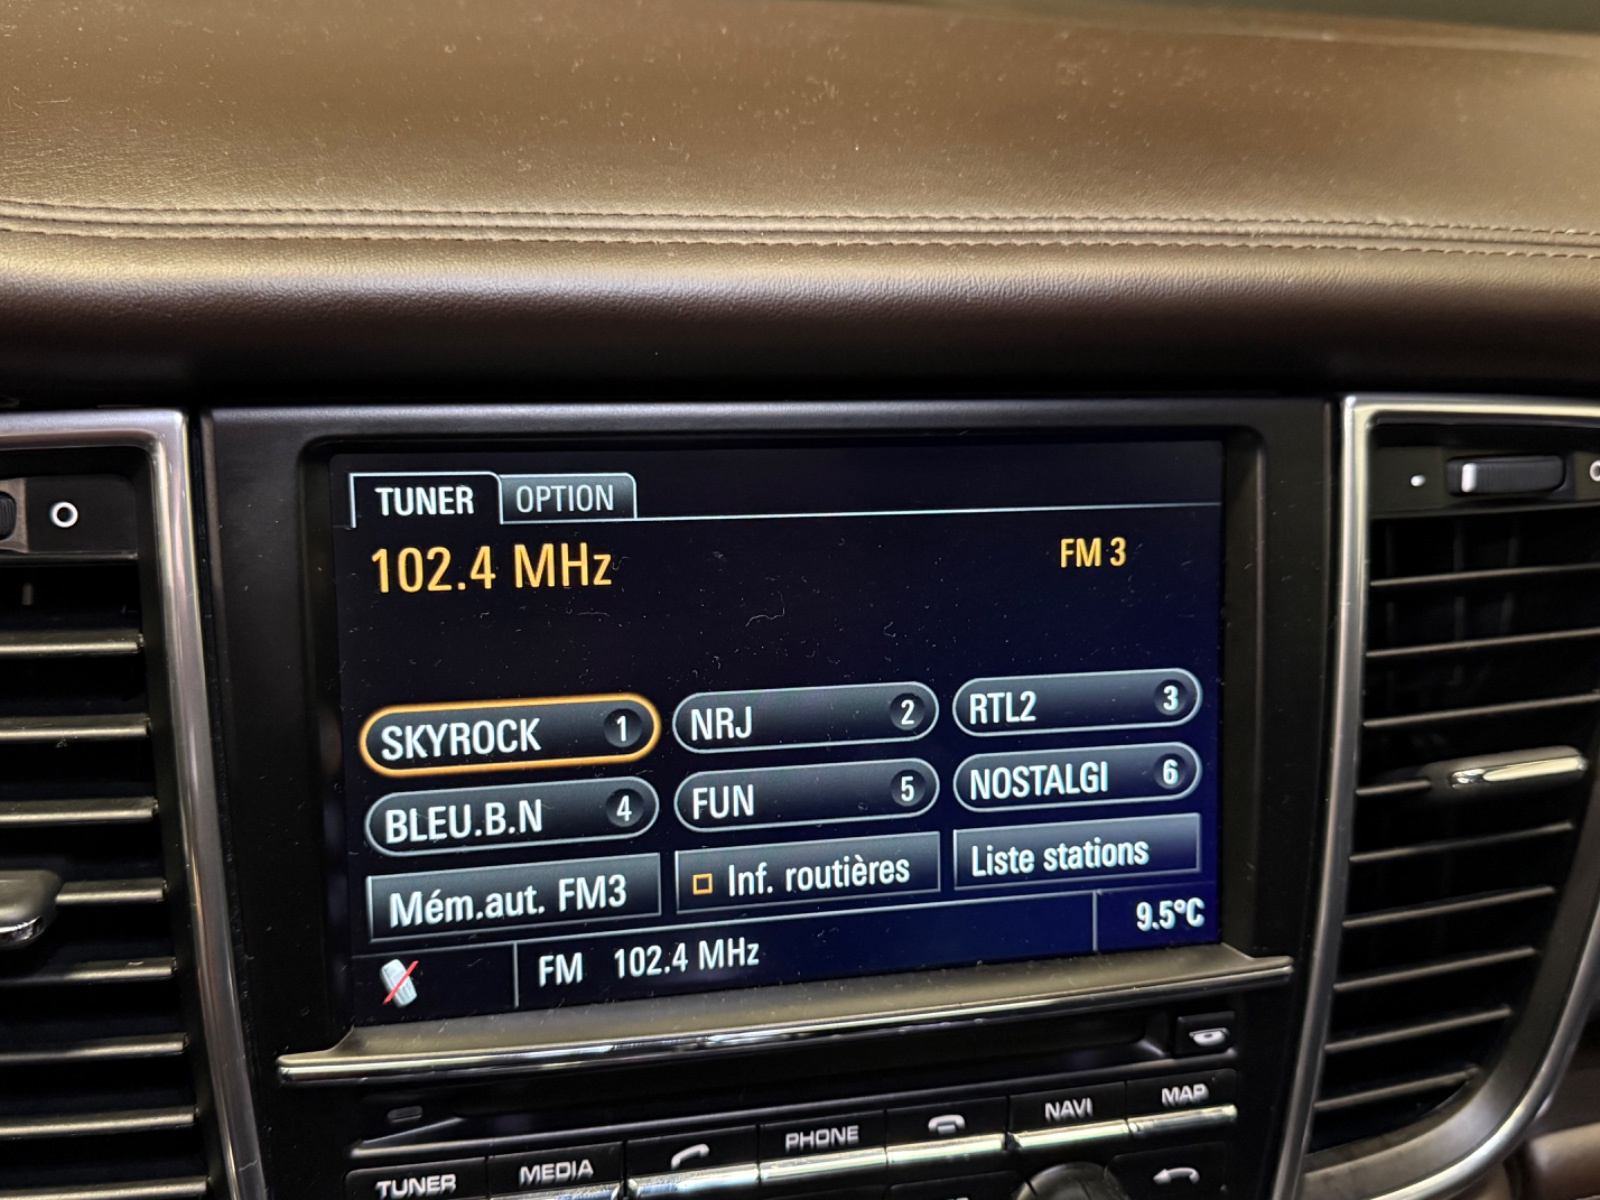 TUNER OPTION
102.4 MHz FM 3
SKYROCK 1 NRJ 2 RTL2 3
BLEU.B.N 4 FUN 5 NOSTALGI 6
Mém.aut. FM3 Inf. routières Liste stations
FM 102.4 MHz 9.5°C
TUNER MEDIA PHONE NAVI MAP